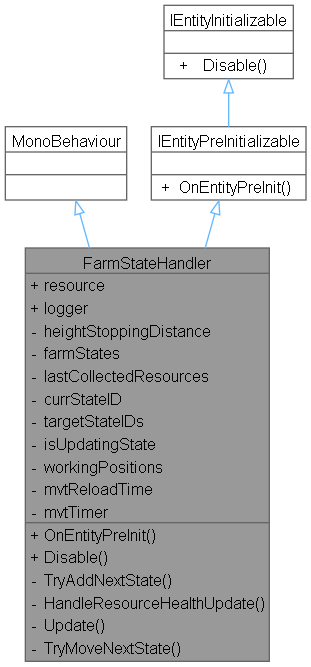 IEntityInitializable
+ Disable()
MonoBehaviour
IEntityPreInitializable
+ OnEntityPreInit()
FarmStateHandler
+ resource
+ logger
- heightStoppingDistance
- farmStates
- lastCollectedResources
- currStateID
- targetStateIDs
- isUpdatingState
- workingPositions
- mvtReloadTime
- mvtTimer
+ OnEntityPreInit()
+ Disable()
- TryAddNextState()
- HandleResourceHealthUpdate()
- Update()
- TryMoveNextState()